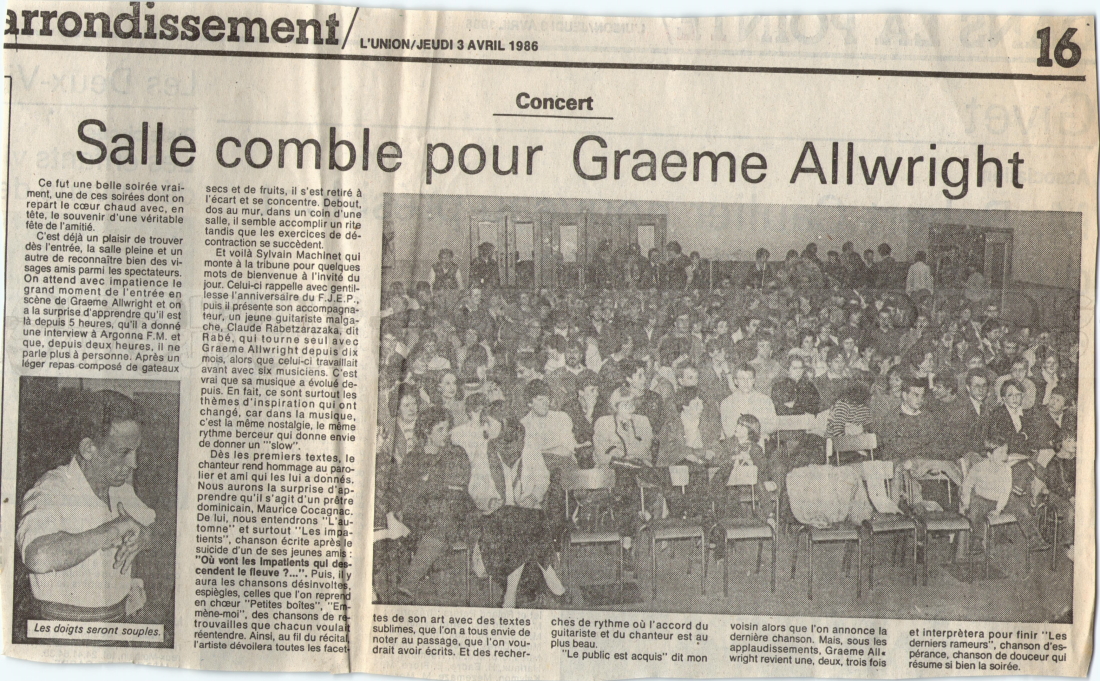 arrondissement/
L'UNION/JEUDI 3 AVRIL 1986
16
Concert
Salle comble pour Graeme Allwright
Ce fut une belle soirée vrai-
ment, une de ces soirées dont on
repart le cœur chaud avec, en
tête, le souvenir d'une véritable
fête de l'amitié.
C'est déjà un plaisir de trouver
dès l'entrée, la salle pleine et un
autre de reconnaître bien des vi-
sages amis parmi les spectateurs.
On attend avec impatience le
grand moment de l'entrée en
scène de Graeme Allwright et on
a la surprise d'apprendre qu'il est
là depuis 5 heures, qu'il a donné
une interview à Argonne F.M. et
que, depuis deux heures, il ne
parle plus à personne. Après un
léger repas composé de gateaux
Les doigts seront souples.
secs et de fruits, il s'est retiré à
l'écart et se concentre. Debout,
dos au mur, dans un coin d'une
salle, il semble accomplir un rite
tandis que les exercices de dé-
contraction se succèdent.
Et voilà Sylvain Machinet qui
monte à la tribune pour quelques
mots de bienvenue à l'invité du
jour. Celui-ci rappelle avec gentil-
lesse l'anniversaire du F.J.E.P.,
puis il présente son accompagna-
teur, un jeune guitariste malga-
che, Claude Rabetzarazaka, dit
Rabé, qui tourne seul avec
Graeme Allwright depuis dix
mois, alors que celui-ci travaillait
avant avec six musiciens. C'est
vrai que sa musique a évolué de-
puis. En fait, ce sont surtout les
thèmes d'inspiration qui ont
changé, car dans la musique,
c'est la même nostalgie, le même
rythme berceur qui donne envie
de donner un '"slow".
Dès les premiers textes, le
chanteur rend hommage au paro-
lier et ami qui les lui a donnés.
Nous aurons la surprise d'ap-
prendre qu'il s'agit d'un prêtre
dominicain, Maurice Cocagnac.
De lui, nous entendrons "L'au-
tomne" et surtout "Les impa-
tients", chanson écrite après le
suicide d'un de ses jeunes amis :
"Où vont les Impatients qui des-
cendent le fleuve ?...". Puis, il y
aura les chansons désinvoltes,
espiègles, celles que l'on reprend
en chœur "Petites boîtes", "Em-
mène-moi", des chansons de re-
trouvailles que chacun voulait
réentendre. Ainsi, au fil du récital,
l'artiste dévoilera toutes les facet-
tes de son art avec des textes
sublimes, que l'on a tous envie de
noter au passage, que l'on vou-
drait avoir écrits. Et des recher-
ches de rythme où l'accord du
guitariste et du chanteur est au
plus beau.
"Le public est acquis" dit mon
voisin alors que l'on annonce la
dernière chanson. Mais, sous les
applaudissements, Graeme All-
wright revient une, deux, trois fois
et interprètera pour finir "Les
derniers rameurs", chanson d'es-
pérance, chanson de douceur qui
résume si bien la soirée.